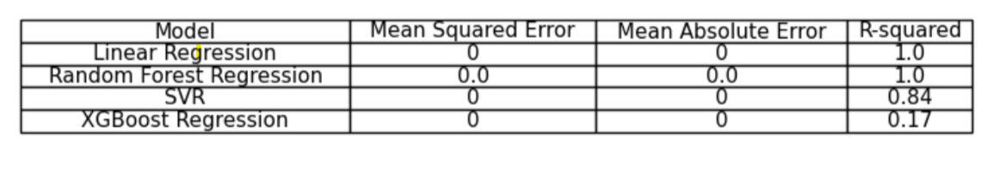 Model Mean Squared Error Mean Absolute Error R-squared
Linear Regression 0 0 1.0
Random Forest Regression 0.0 0.0 1.0
SVR 0 0 0.84
XGBoost Regression 0 0 0.17